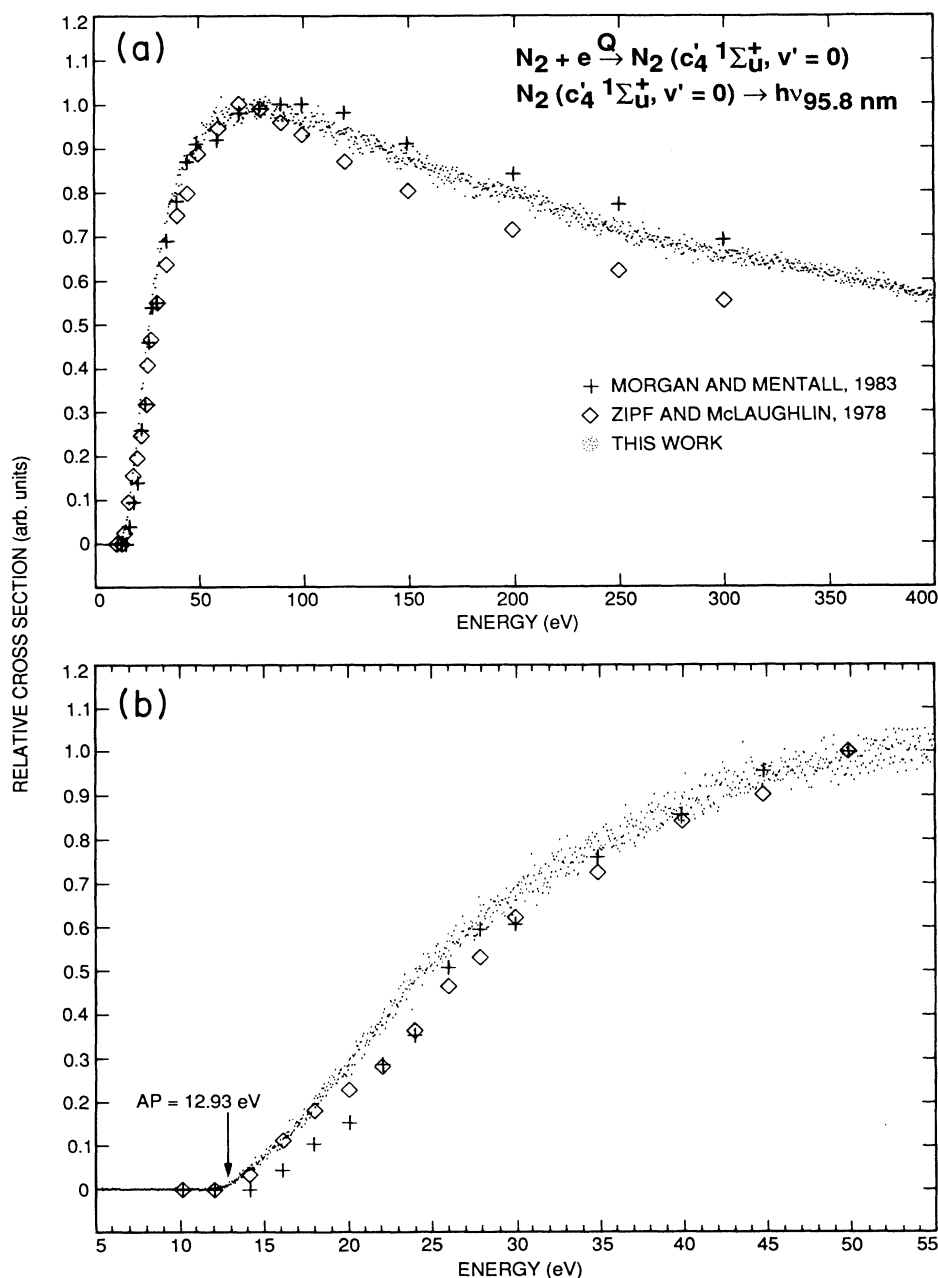 (a)
N₂ + e →Q N₂ (c'₄ ¹Σᵤ⁺, v' = 0)
N₂ (c'₄ ¹Σᵤ⁺, v' = 0) → hν₉₅.₈ nm
1.2
1.1
1.0
0.9
0.8
0.7
0.6
0.5
0.4
0.3
0.2
0.1
0
+ MORGAN AND MENTALL, 1983
◇ ZIPF AND McLAUGHLIN, 1978
THIS WORK
0 50 100 150 200 250 300 350 400
ENERGY (eV)
RELATIVE CROSS SECTION (arb. units)
(b)
1.2
1.1
1.0
0.9
0.8
0.7
0.6
0.5
0.4
0.3
0.2
0.1
0
AP = 12.93 eV
5 10 15 20 25 30 35 40 45 50 55
ENERGY (eV)